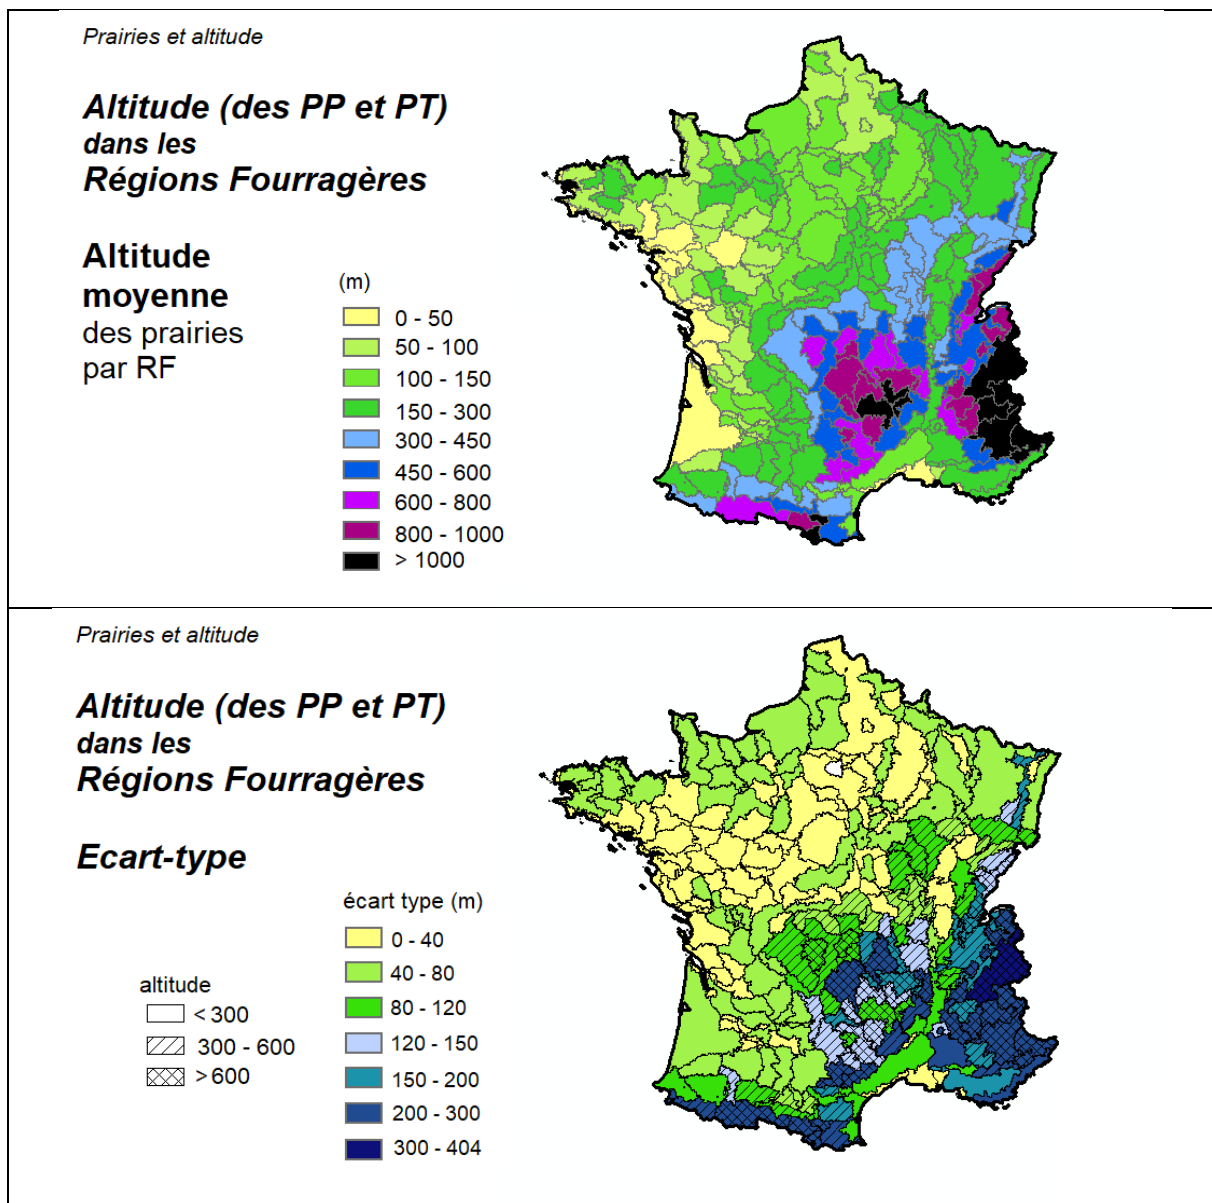 Prairies et altitude
Altitude (des PP et PT)
dans les
Régions Fourragères
Altitude
moyenne
des prairies
par RF
(m)
0 - 50
50 - 100
100 - 150
150 - 300
300 - 450
450 - 600
600 - 800
800 - 1000
> 1000
Prairies et altitude
Altitude (des PP et PT)
dans les
Régions Fourragères
Ecart-type
altitude
< 300
300 - 600
> 600
écart type (m)
0 - 40
40 - 80
80 - 120
120 - 150
150 - 200
200 - 300
300 - 404